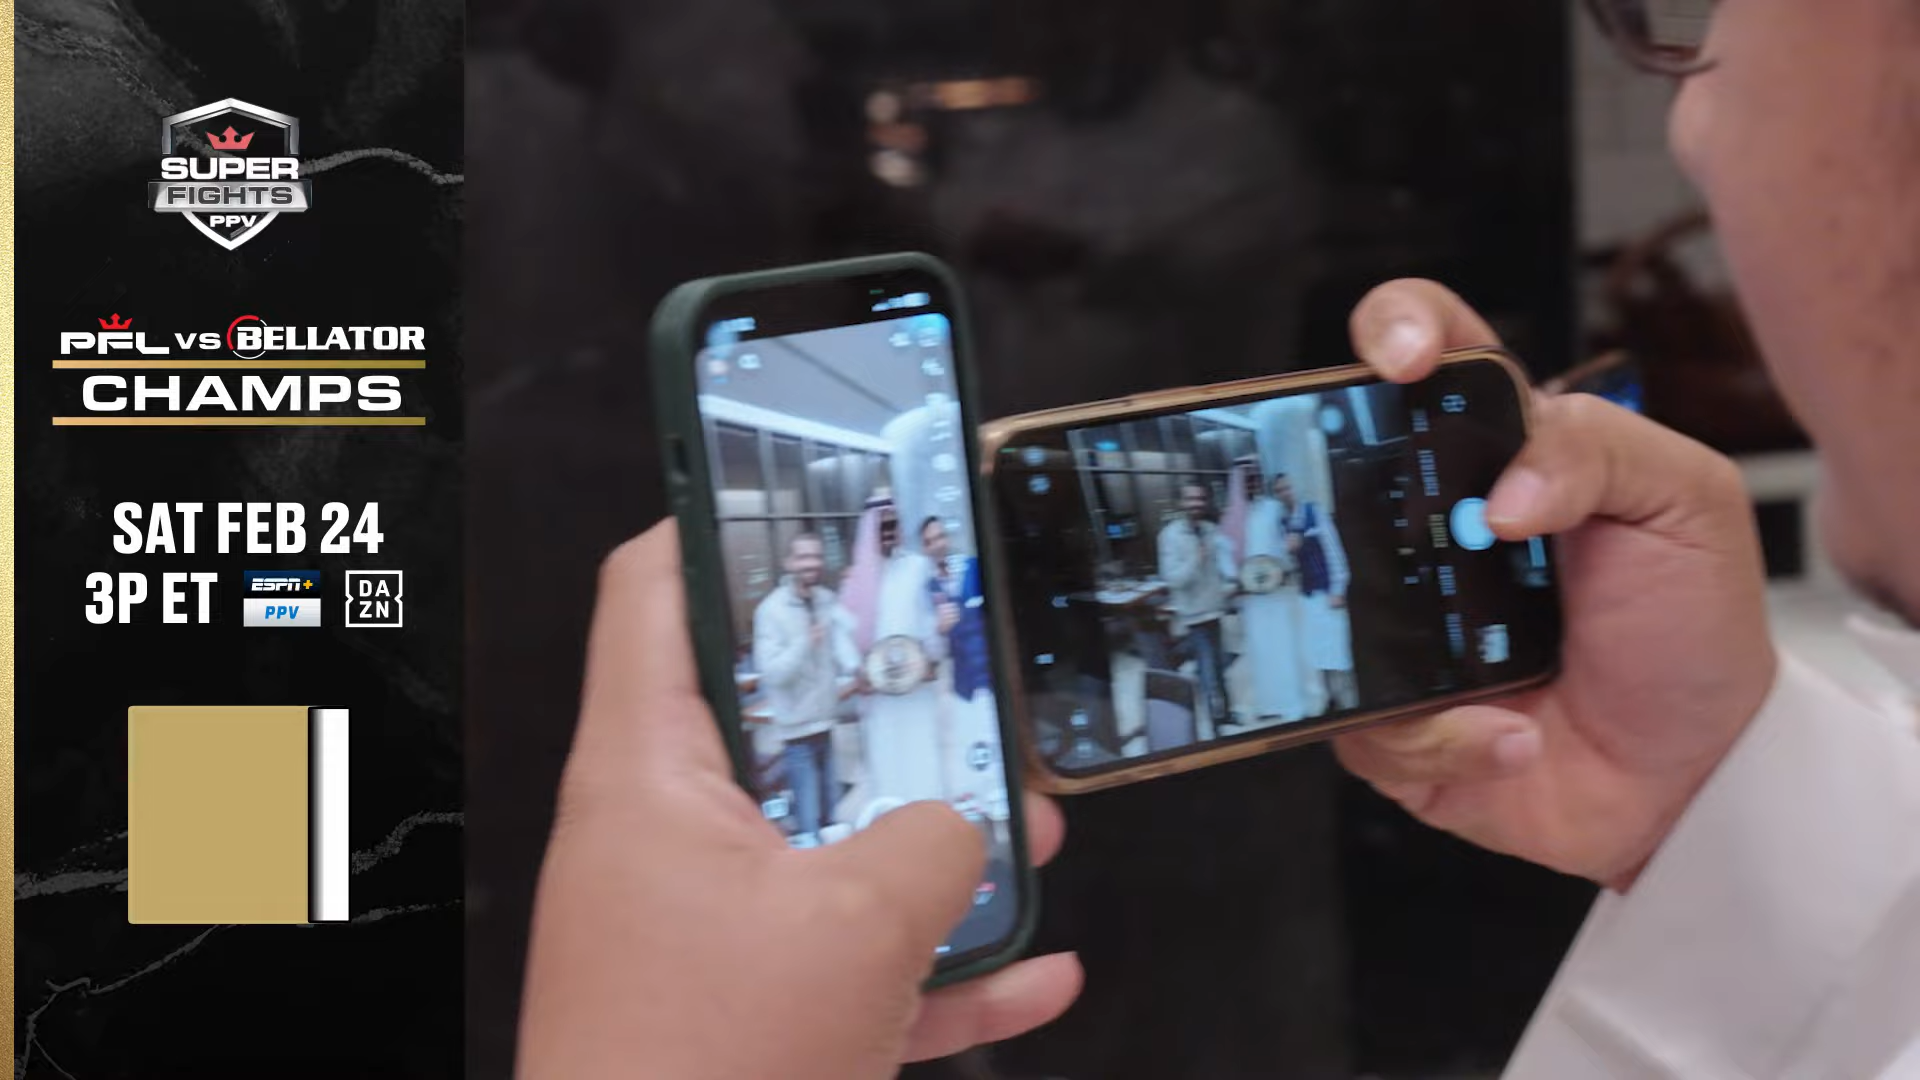 SUPER
FIGHTS
PPV
PFL VS BELLATOR
CHAMPS
SAT FEB 24
3P ET
ESPN+
PPV
DA
ZN